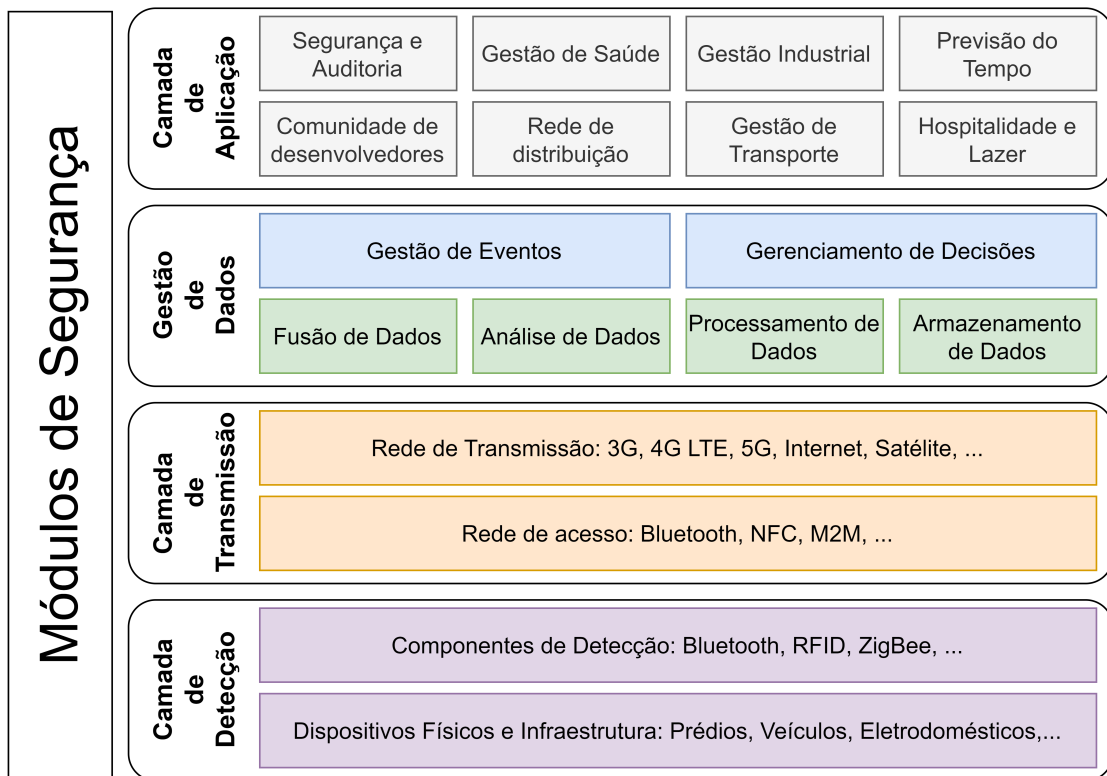 Módulos de Segurança
Camada
de
Aplicação
Segurança e
Auditoria
Gestão de Saúde
Gestão Industrial
Previsão do
Tempo
Comunidade de
desenvolvedores
Rede de
distribuição
Gestão de
Transporte
Hospitalidade e
Lazer
Gestão
de
Dados
Gestão de Eventos
Gerenciamento de Decisões
Fusão de Dados
Análise de Dados
Processamento de
Dados
Armazenamento
de Dados
Camada
de
Transmissão
Rede de Transmissão: 3G, 4G LTE, 5G, Internet, Satélite, ...
Rede de acesso: Bluetooth, NFC, M2M, ...
Camada
de
Detecção
Componentes de Detecção: Bluetooth, RFID, ZigBee, ...
Dispositivos Físicos e Infraestrutura: Prédios, Veículos, Eletrodomésticos,...